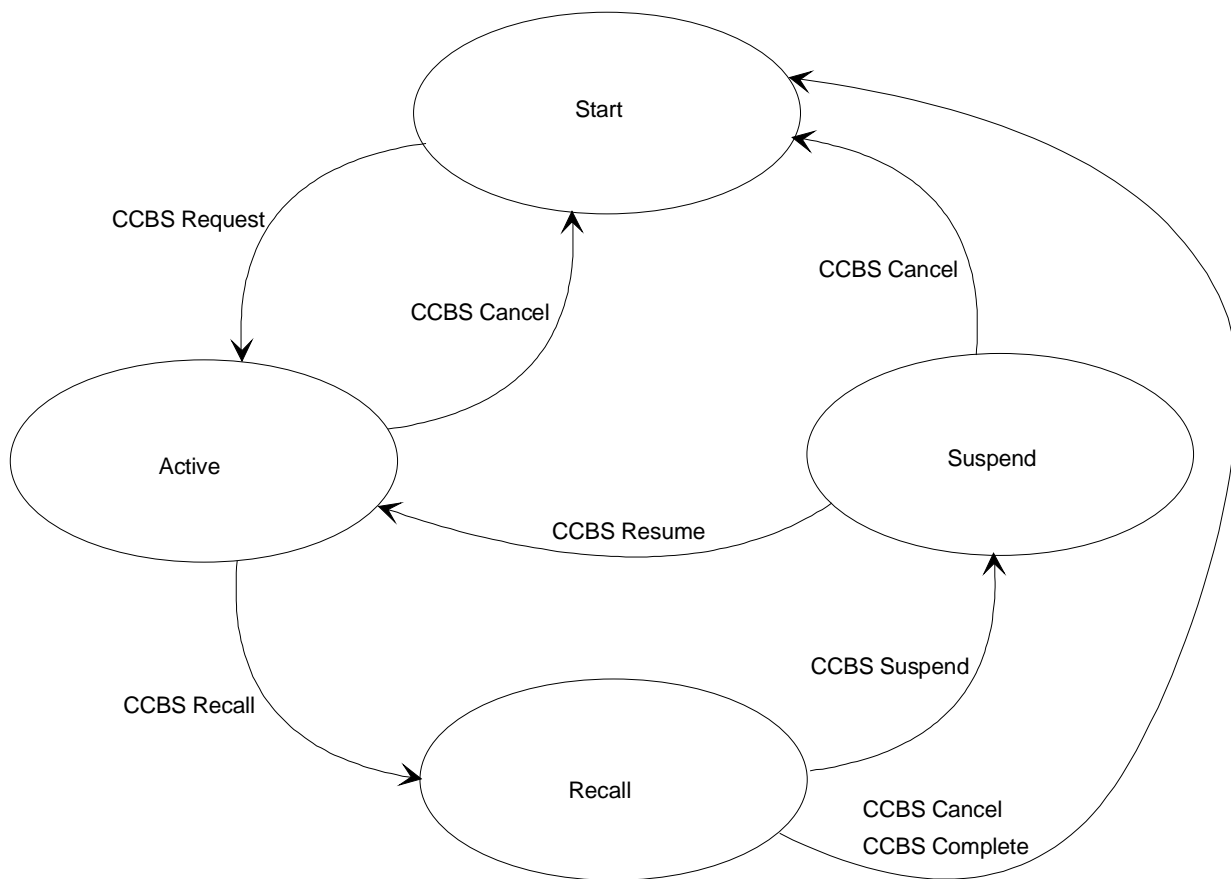 Start
CCBS Request
CCBS Cancel
CCBS Cancel
Active
Suspend
CCBS Resume
CCBS Suspend
CCBS Recall
Recall
CCBS Cancel
CCBS Complete